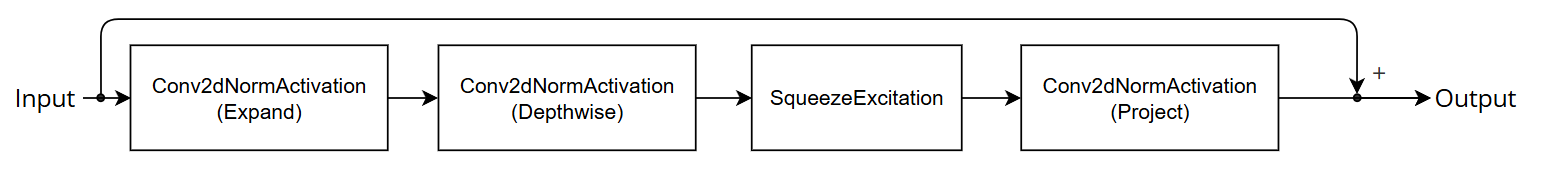 Input
Conv2dNormActivation
(Expand)
Conv2dNormActivation
(Depthwise)
SqueezeExcitation
Conv2dNormActivation
(Project)
+
Output